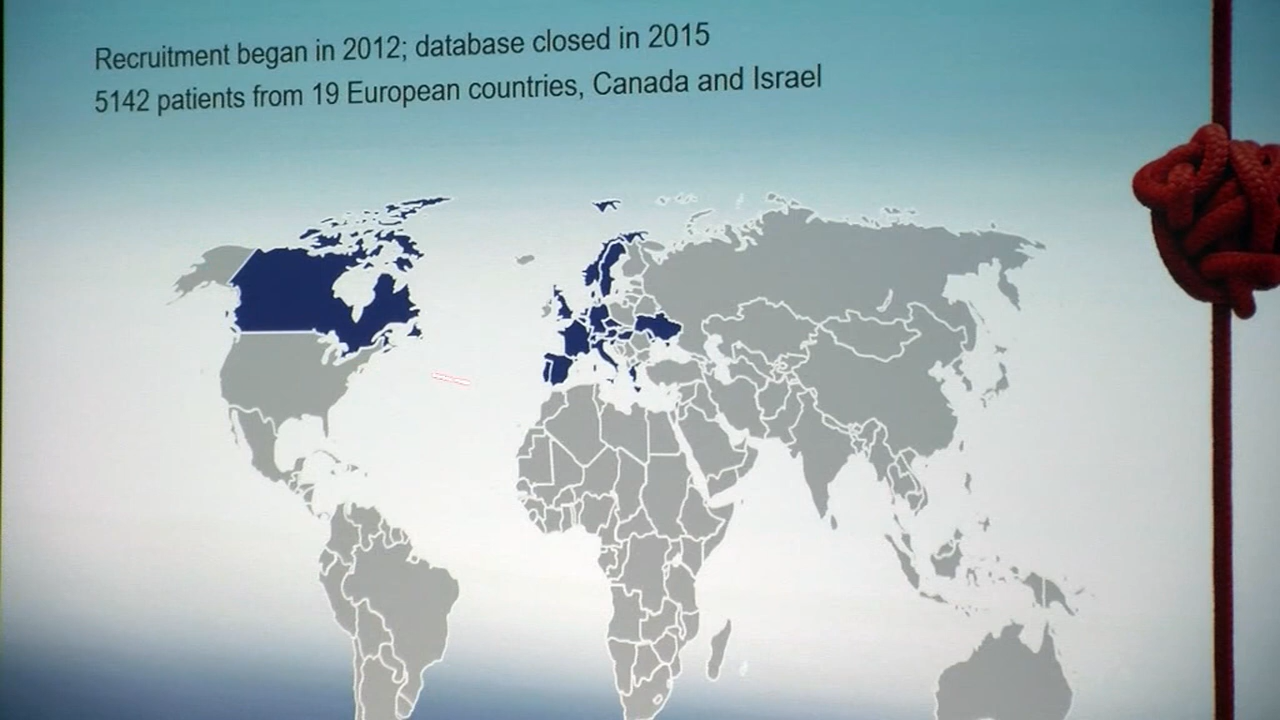 Recruitment began in 2012; database closed in 2015
5142 patients from 19 European countries, Canada and Israel